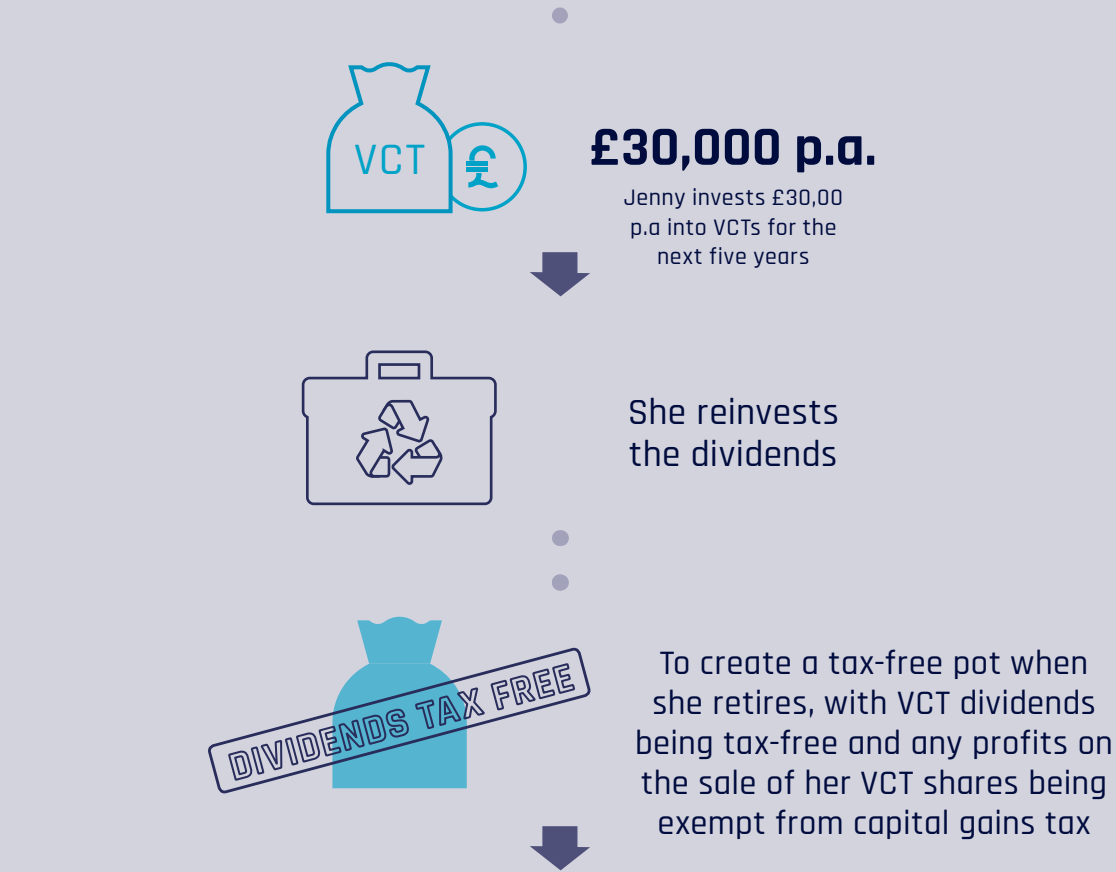 VCT
£
£30,000 p.a.
Jenny invests £30,00
p.a into VCTs for the
next five years
She reinvests
the dividends
DIVIDENDS TAX FREE
To create a tax-free pot when
she retires, with VCT dividends
being tax-free and any profits on
the sale of her VCT shares being
exempt from capital gains tax